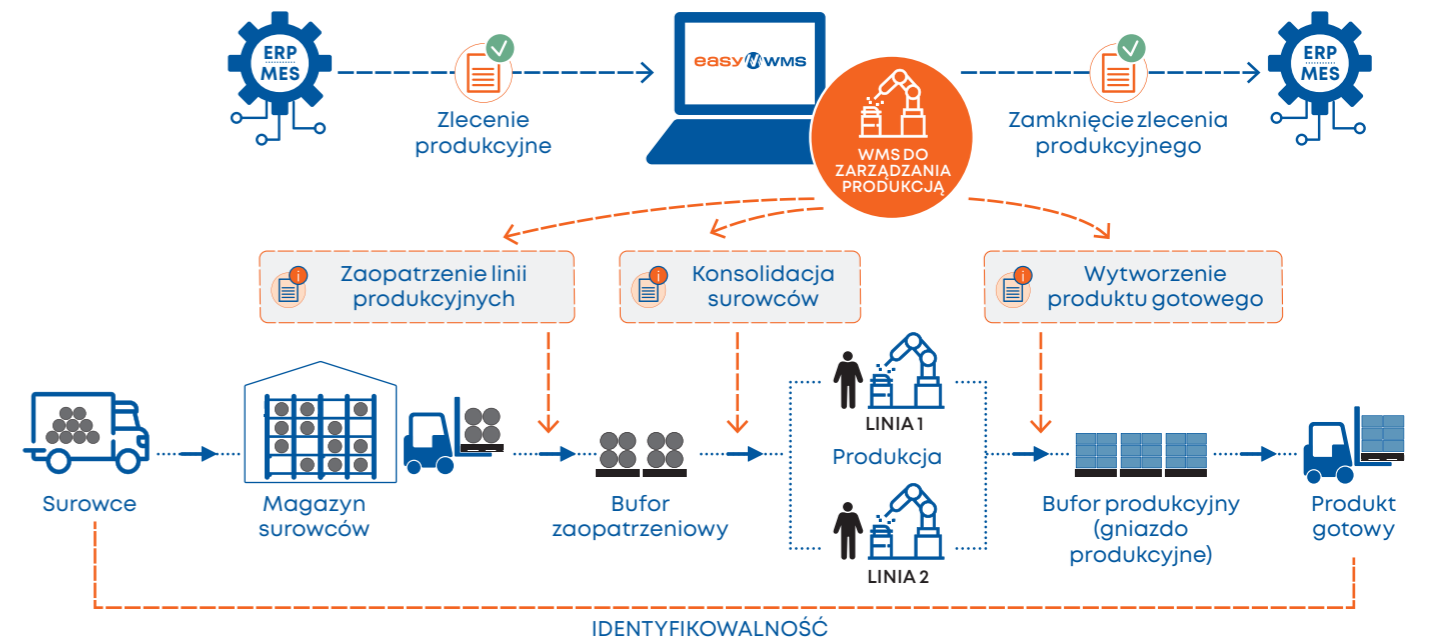 ERP
MES
Zlecenie
produkcyjne
easy WMS
WMS DO
ZARZĄDZANIA
PRODUKCJĄ
Zamknięcie zlecenia
produkcyjnego
ERP
MES
Zaopatrzenie linii
produkcyjnych
Konsolidacja
surowców
Wytworzenie
produktu gotowego
Surowce
Magazyn
surowców
Bufor
zaopatrzeniowy
LINIA 1
Produkcja
LINIA 2
Bufor produkcyjny
(gniazdo
produkcyjne)
Produkt
gotowy
IDENTYFIKOWALNOŚĆ